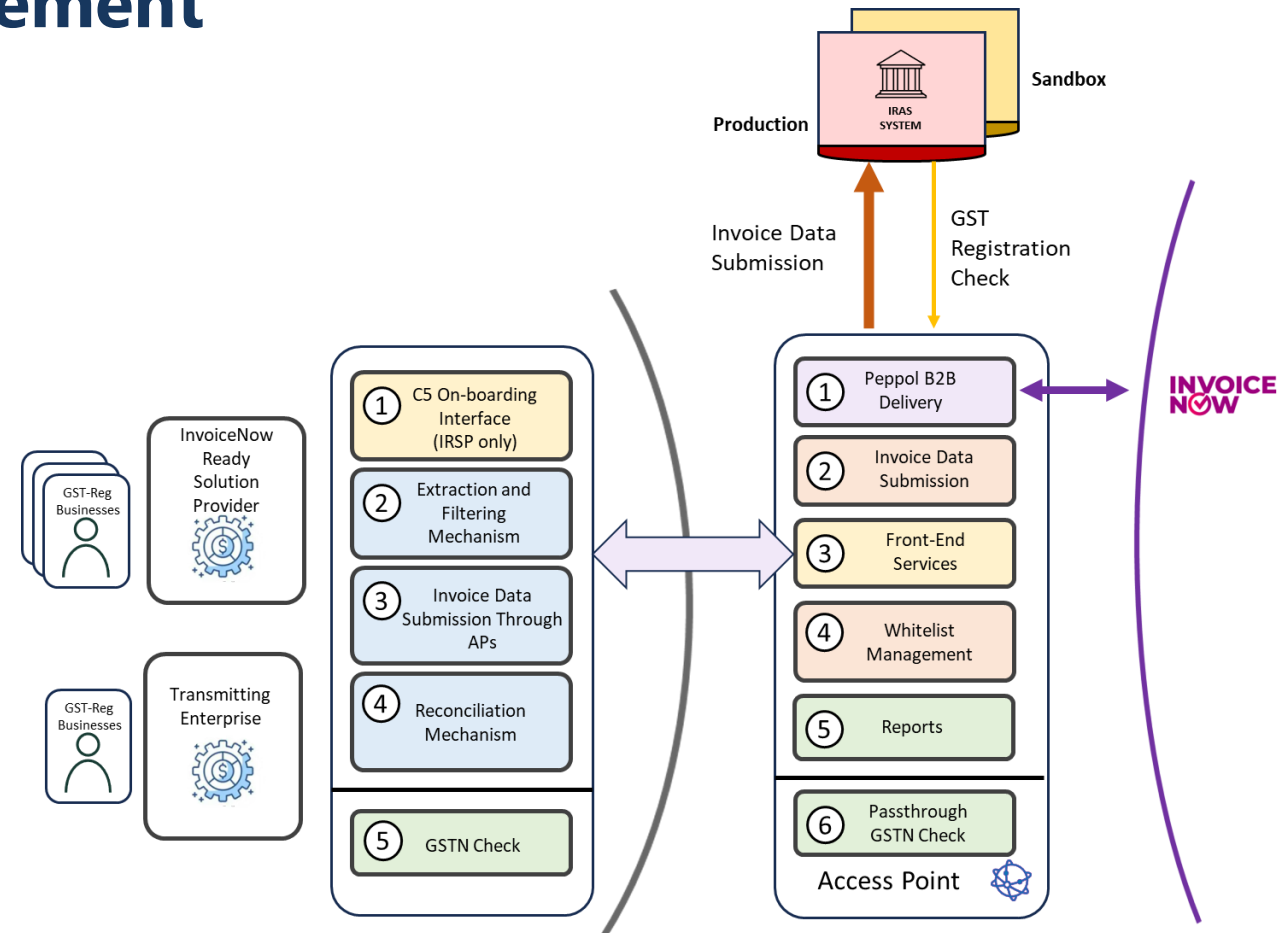 ement
Sandbox
IRAS
SYSTEM
Production
Invoice Data
Submission
GST
Registration
Check
GST-Reg
Businesses
InvoiceNow
Ready
Solution
Provider
$
GST-Reg
Businesses
Transmitting
Enterprise
$
1
C5 On-boarding
Interface
(IRSP only)
2
Extraction and
Filtering
Mechanism
3
Invoice Data
Submission Through
APs
4
Reconciliation
Mechanism
5
GSTN Check
1
Peppol B2B
Delivery
2
Invoice Data
Submission
3
Front-End
Services
4
Whitelist
Management
5
Reports
6
Passthrough
GSTN Check
Access Point
INVOICE
NOW